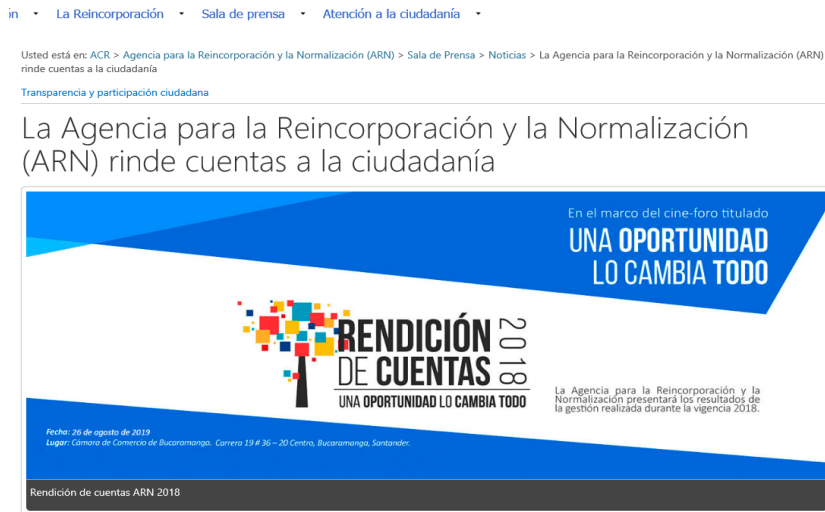 La Reincorporación
Sala de prensa
Atención a la ciudadanía
Usted está en: ACR > Agencia para la Reincorporación y la Normalización (ARN) > Sala de Prensa > Noticias > La Agencia para la Reincorporación y la Normalización (ARN)
rinde cuentas a la ciudadanía
Transparencia y participación ciudadana
La Agencia para la Reincorporación y la Normalización
(ARN) rinde cuentas a la ciudadanía
En el marco del cine-foro titulado
UNA OPORTUNIDAD
LO CAMBIA TODO
RENDICIÓN
DE CUENTAS
2018
UNA OPORTUNIDAD LO CAMBIA TODO
La Agencia para la Reincorporación y la
Normalización presentará los resultados de
la gestión realizada durante la vigencia 2018.
Fecha: 26 de agosto de 2019
Lugar: Cámara de Comercio de Bucaramanga. Carrera 19 # 36 – 20 Centro, Bucaramanga, Santander.
Rendición de cuentas ARN 2018